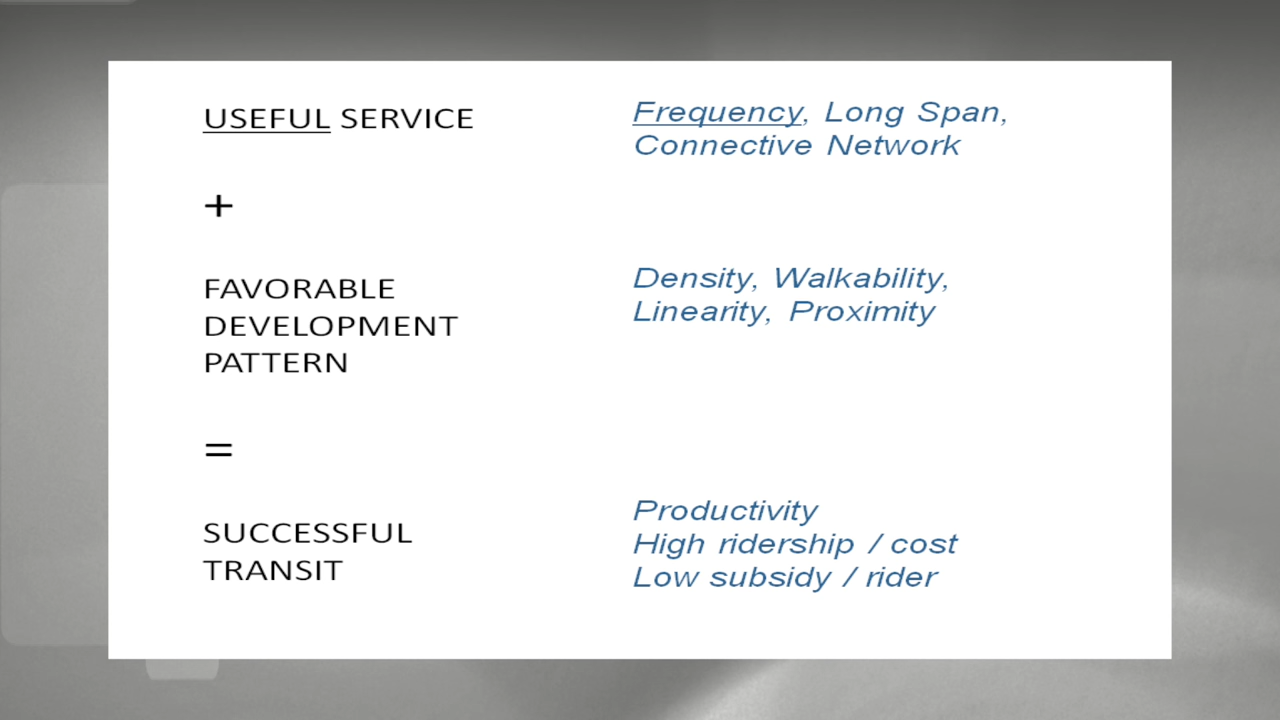 USEFUL SERVICE
Frequency, Long Span,
Connective Network
+
FAVORABLE
DEVELOPMENT
PATTERN
Density, Walkability,
Linearity, Proximity
=
SUCCESSFUL
TRANSIT
Productivity
High ridership / cost
Low subsidy / rider